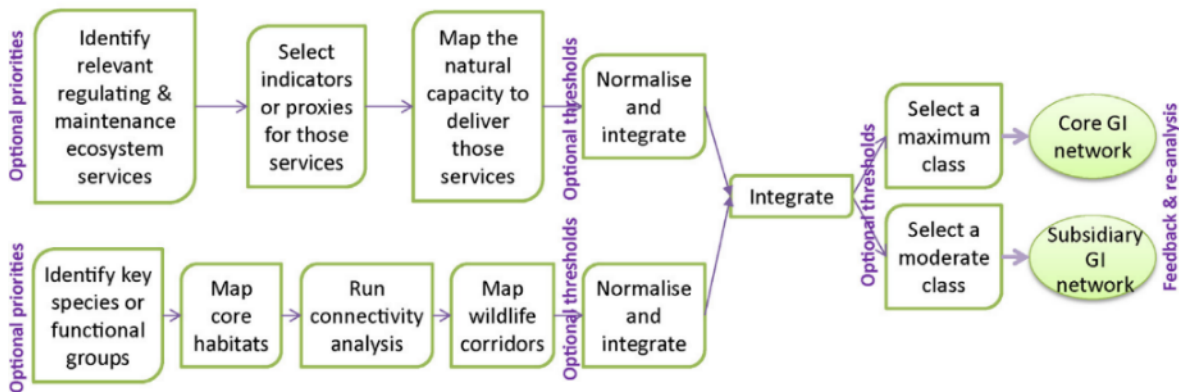 Optional priorities
Identify
relevant
regulating &
maintenance
ecosystem
services
Select
indicators
or proxies
for those
services
Map the
natural
capacity to
deliver
those
services
Optional thresholds
Normalise
and
integrate
Optional priorities
Identify key
species or
functional
groups
Map
core
habitats
Run
connectivity
analysis
Map
wildlife
corridors
Optional thresholds
Normalise
and
integrate
Integrate
Optional thresholds
Select a
maximum
class
Core GI
network
Select a
moderate
class
Subsidiary
GI
network
Feedback & re-analysis